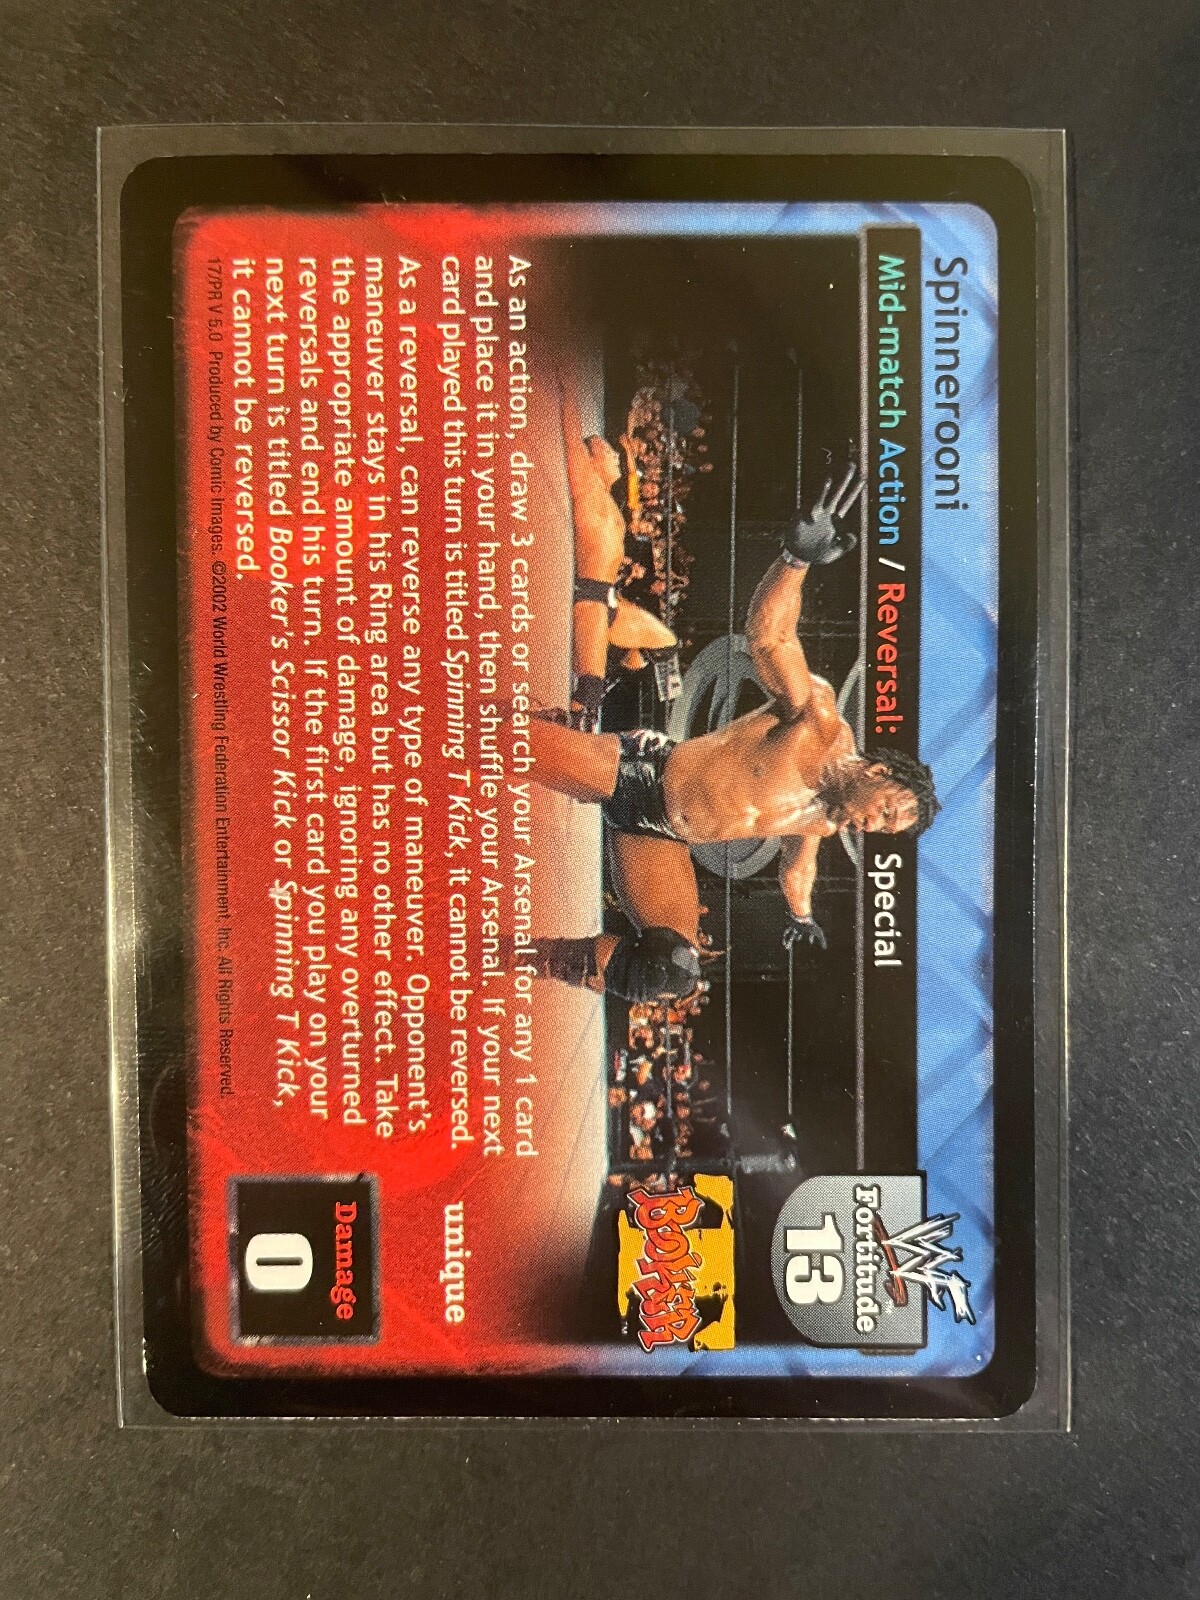 Spinnerooni
Mid-match Action / Reversal: Special
WWF
Fortitude
13
T
BOOKER
As an action, draw 3 cards or search your Arsenal for any 1 card
and place it in your hand, then shuffle your Arsenal. If your next
card played this turn is titled Spinning T Kick, it cannot be reversed.
As a reversal, can reverse any type of maneuver. Opponent's
maneuver stays in his Ring area but has no other effect. Take
the appropriate amount of damage, ignoring any overturned
reversals and end his turn. If the first card you play on your
next turn is titled Booker's Scissor Kick or Spinning T Kick,
it cannot be reversed.
unique
Damage
0
17/PR V 5.0 Produced by Comic Images. ©2002 World Wrestling Federation Entertainment, Inc. All Rights Reserved.